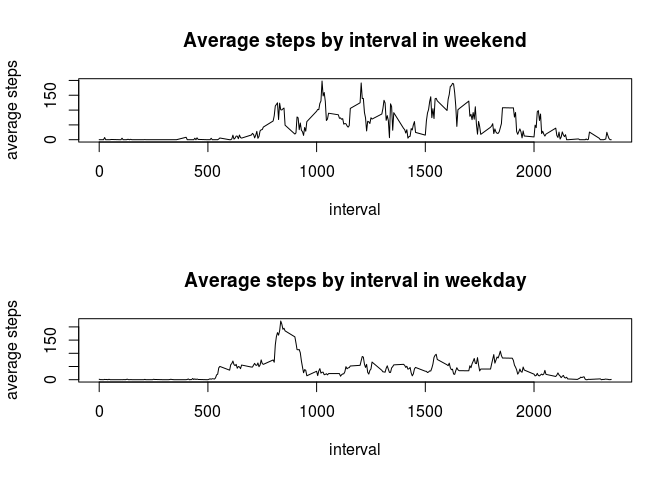 Average steps by interval in weekend
average steps
150
0
0 500 1000 1500 2000
interval
Average steps by interval in weekday
average steps
150
0
0 500 1000 1500 2000
interval